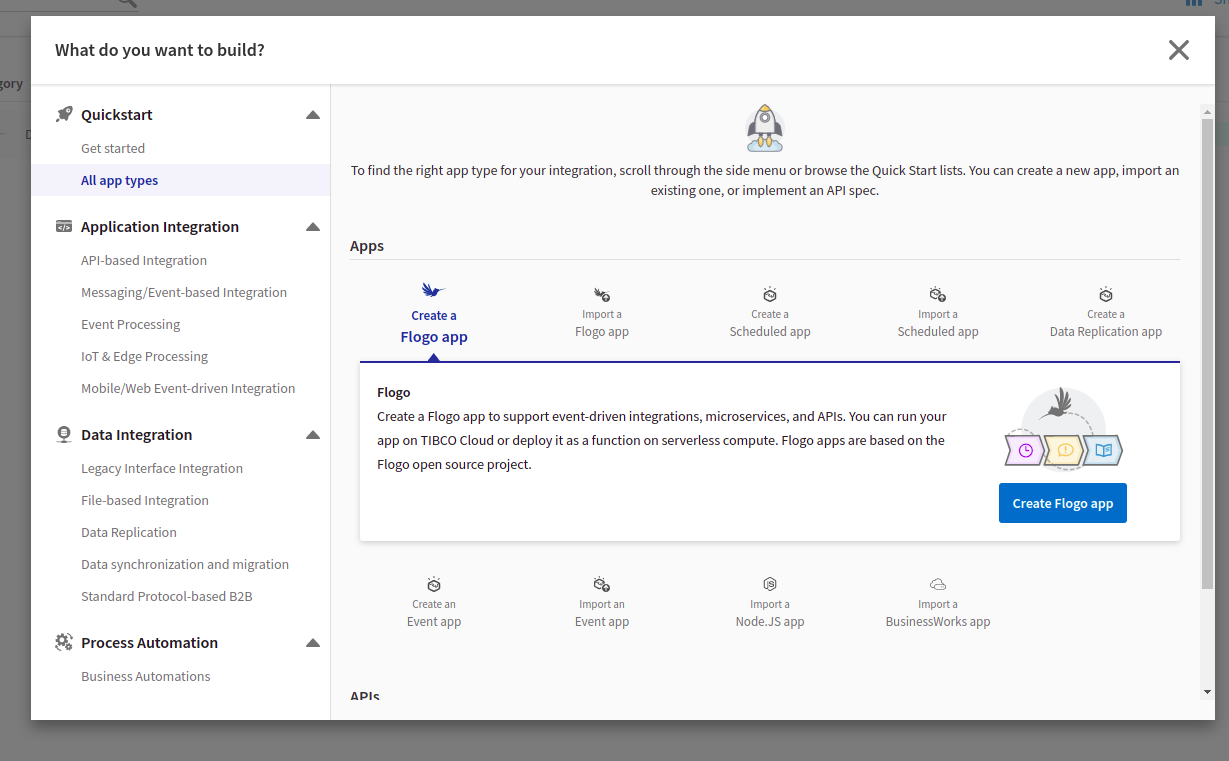 What do you want to build?
gory
Quickstart
Get started
All app types
Application Integration
API-based Integration
Messaging/Event-based Integration
Event Processing
IoT & Edge Processing
Mobile/Web Event-driven Integration
Data Integration
Legacy Interface Integration
File-based Integration
Data Replication
Data synchronization and migration
Standard Protocol-based B2B
Process Automation
Business Automations
To find the right app type for your integration, scroll through the side menu or browse the Quick Start lists. You can create a new app, import an
existing one, or implement an API spec.
Apps
Create a
Flogo app
Import a
Flogo app
Create a
Scheduled app
Import a
Scheduled app
Create a
Data Replication app
Flogo
Create a Flogo app to support event-driven integrations, microservices, and APIs. You can run your
app on TIBCO Cloud or deploy it as a function on serverless compute. Flogo apps are based on the
Flogo open source project.
Create Flogo app
Create an
Event app
Import an
Event app
Import a
Node.JS app
Import a
BusinessWorks app
APIs